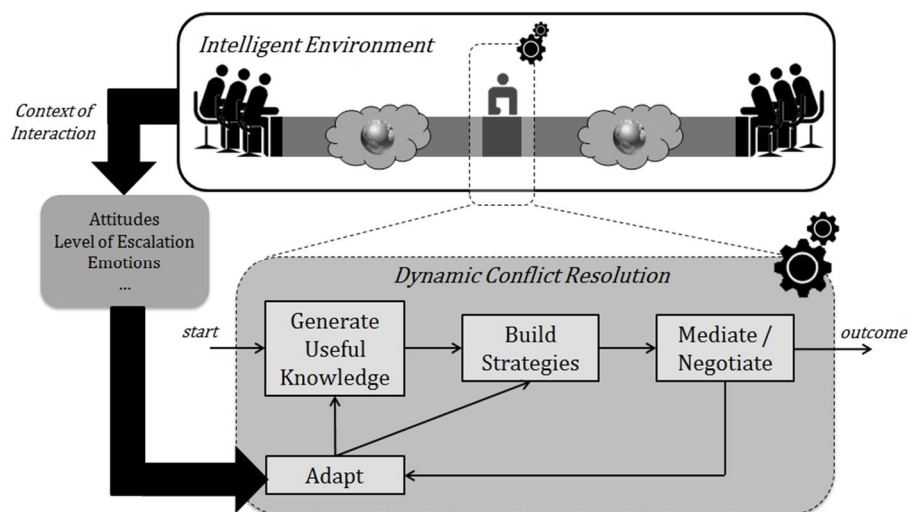 Intelligent Environment
Context of
Interaction
Attitudes
Level of Escalation
Emotions
...
Dynamic Conflict Resolution
start
Generate
Useful
Knowledge
Build
Strategies
Mediate /
Negotiate
outcome
Adapt